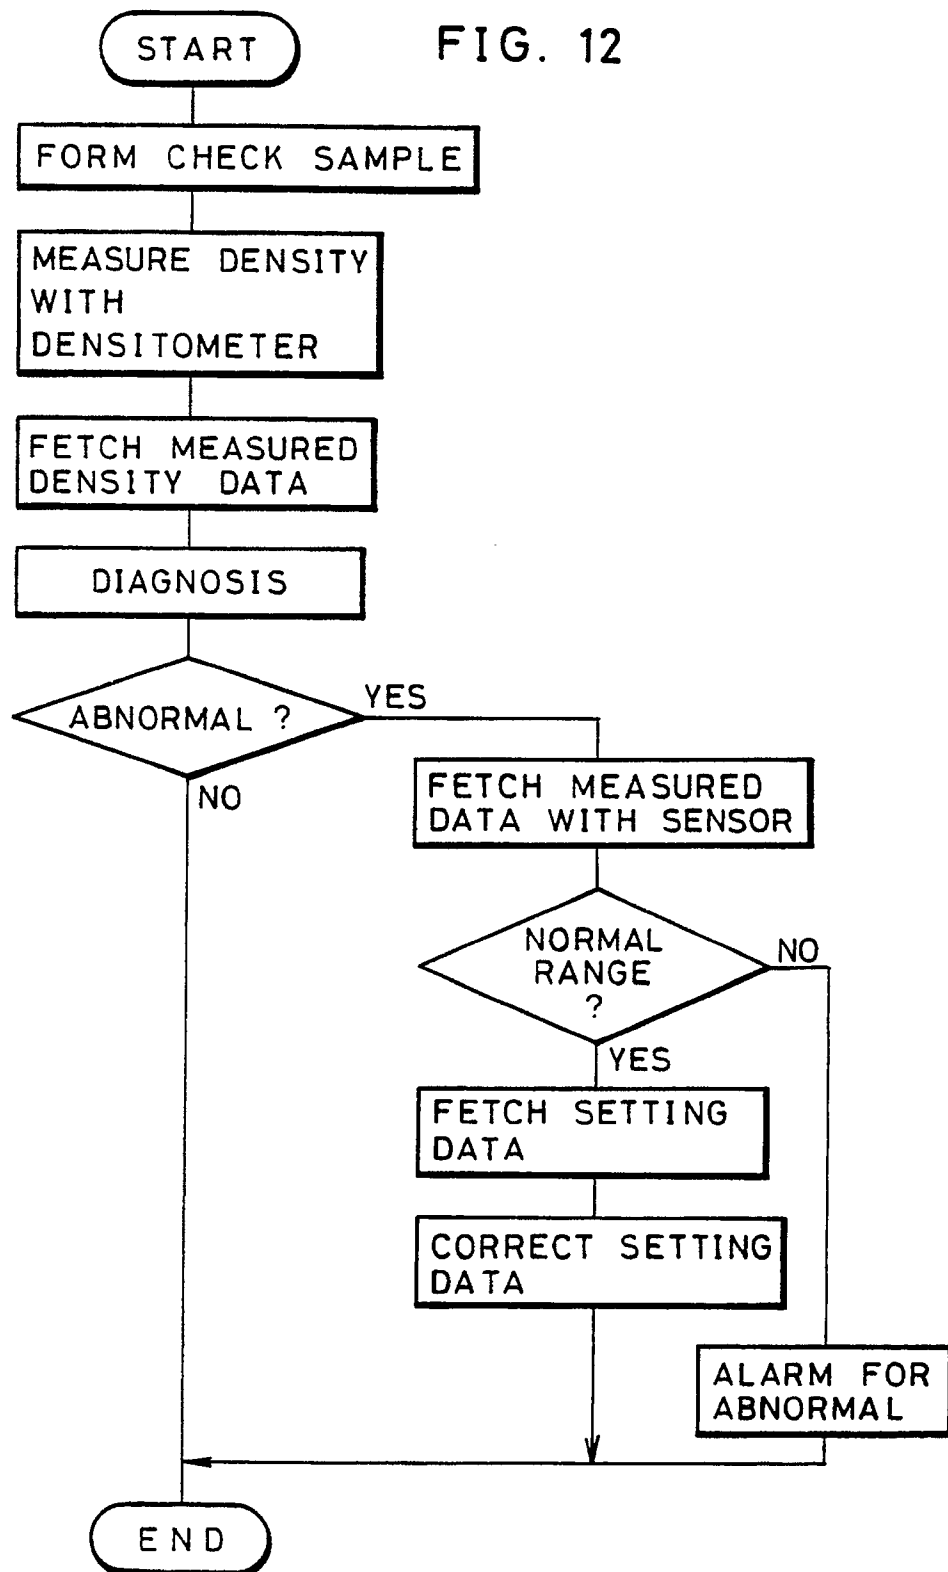 FIG. 12
START
FORM CHECK SAMPLE
MEASURE DENSITY
WITH
DENSITOMETER
FETCH MEASURED
DENSITY DATA
DIAGNOSIS
ABNORMAL ?
YES
NO
FETCH MEASURED
DATA WITH SENSOR
NORMAL
RANGE
?
NO
YES
FETCH SETTING
DATA
CORRECT SETTING
DATA
ALARM FOR
ABNORMAL
END